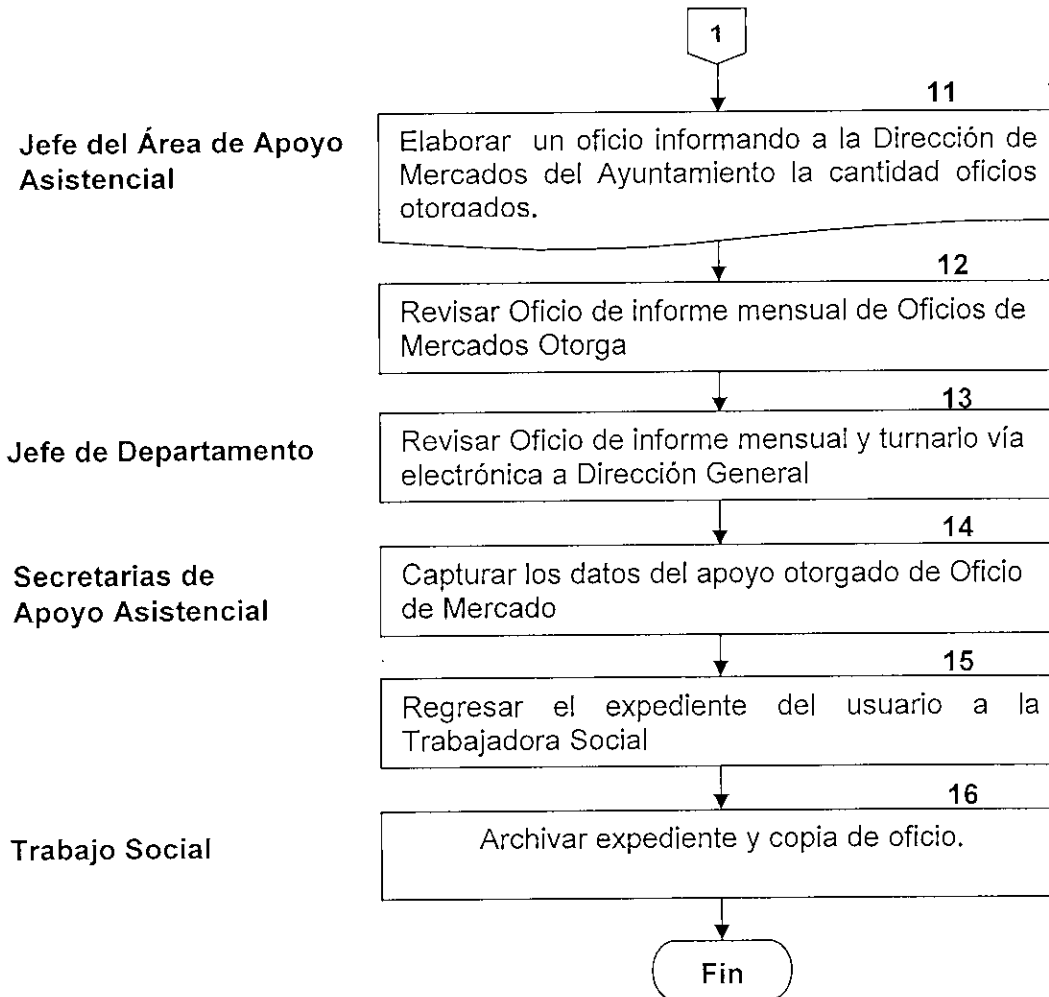 1
11
Jefe del Área de Apoyo
Asistencial
Elaborar un oficio informando a la Dirección de
Mercados del Ayuntamiento la cantidad oficios
otorgados.
12
Revisar Oficio de informe mensual de Oficios de
Mercados Otorga
13
Jefe de Departamento
Revisar Oficio de informe mensual y turnarlo vía
electrónica a Dirección General
14
Secretarias de
Apoyo Asistencial
Capturar los datos del apoyo otorgado de Oficio
de Mercado
15
Regresar el expediente del usuario a la
Trabajadora Social
16
Trabajo Social
Archivar expediente y copia de oficio.
Fin